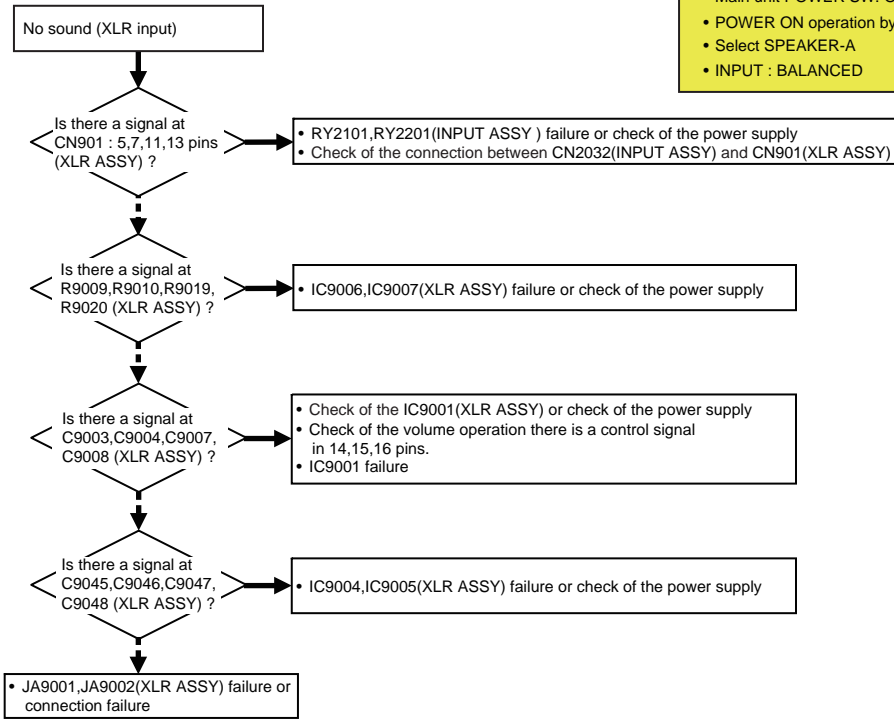 Main unit POWER SW:
• POWER ON operation by
• Select SPEAKER-A
• INPUT : BALANCED
No sound (XLR input)
Is there a signal at
CN901 : 5,7,11,13 pins
(XLR ASSY) ?
• RY2101,RY2201(INPUT ASSY ) failure or check of the power supply
• Check of the connection between CN2032(INPUT ASSY) and CN901(XLR ASSY)
Is there a signal at
R9009,R9010,R9019,
R9020 (XLR ASSY) ?
• IC9006,IC9007(XLR ASSY) failure or check of the power supply
Is there a signal at
C9003,C9004,C9007,
C9008 (XLR ASSY) ?
• Check of the IC9001(XLR ASSY) or check of the power supply
• Check of the volume operation there is a control signal
in 14,15,16 pins.
• IC9001 failure
Is there a signal at
C9045,C9046,C9047,
C9048 (XLR ASSY) ?
• IC9004,IC9005(XLR ASSY) failure or check of the power supply
• JA9001,JA9002(XLR ASSY) failure or
connection failure